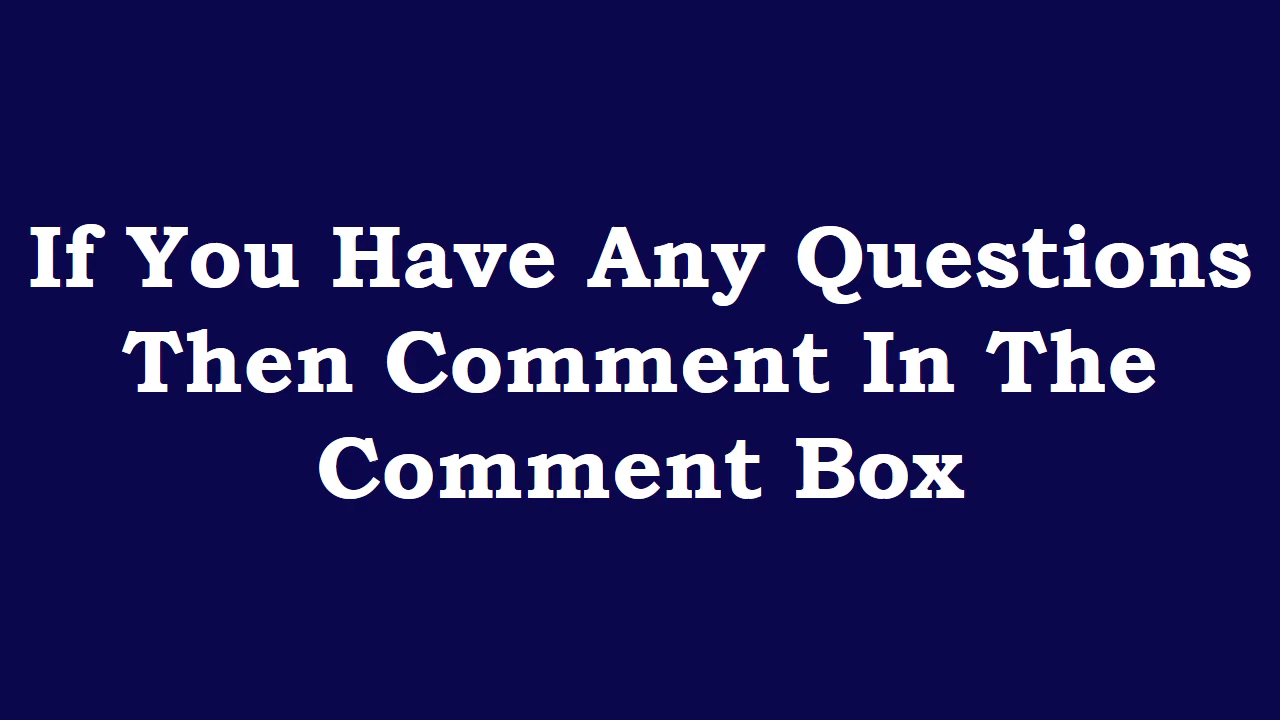 If You Have Any Questions
Then Comment In The
Comment Box